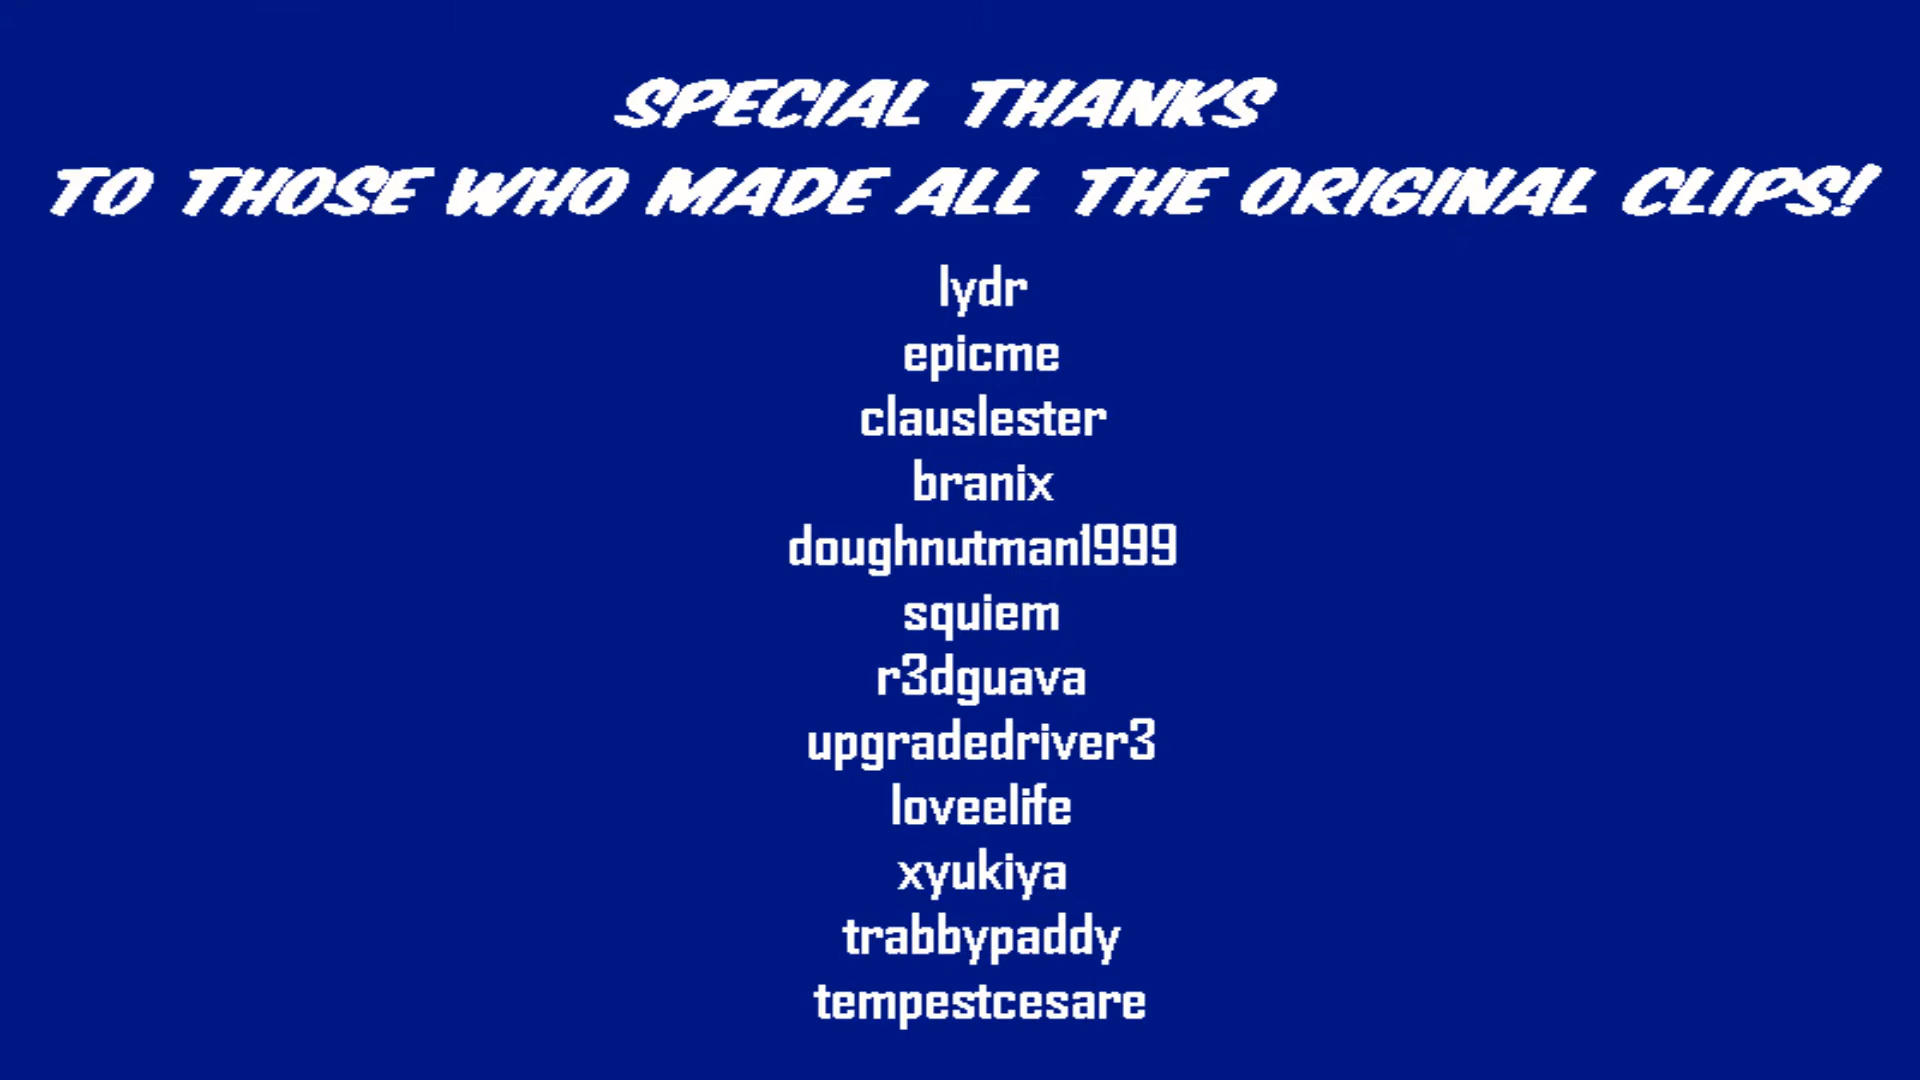 SPECIAL THANKS
TO THOSE WHO MADE ALL THE ORIGINAL CLIPS!
lydr
epicme
clauslester
branix
doughnutman1999
squiem
r3dguava
upgradedriver3
loveelife
xyukiya
trabbypaddy
tempestcesare